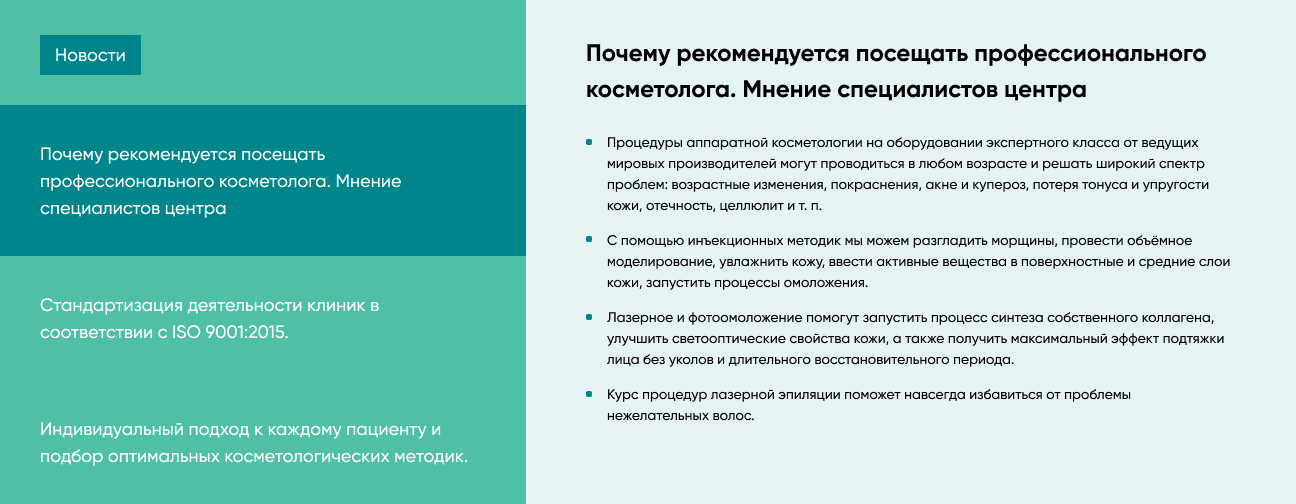 Новости
Почему рекомендуется посещать
профессионального косметолога. Мнение
специалистов центра
Стандартизация деятельности клиник в
соответствии с ISO 9001:2015.
Индивидуальный подход к каждому пациенту и
подбор оптимальных косметологических методик.
Почему рекомендуется посещать профессионального
косметолога. Мнение специалистов центра
Процедуры аппаратной косметологии на оборудовании экспертного класса от ведущих
мировых производителей могут проводиться в любом возрасте и решать широкий спектр
проблем: возрастные изменения, покраснения, акне и купероз, потеря тонуса и упругости
кожи, отечность, целлюлит и т. п.
С помощью инъекционных методик мы можем разгладить морщины, провести объёмное
моделирование, увлажнить кожу, ввести активные вещества в поверхностные и средние слои
кожи, запустить процессы омоложения.
Лазерное и фотоомоложение помогут запустить процесс синтеза собственного коллагена,
улучшить светооптические свойства кожи, а также получить максимальный эффект подтяжки
лица без уколов и длительного восстановительного периода.
Курс процедур лазерной эпиляции поможет навсегда избавиться от проблемы
нежелательных волос.